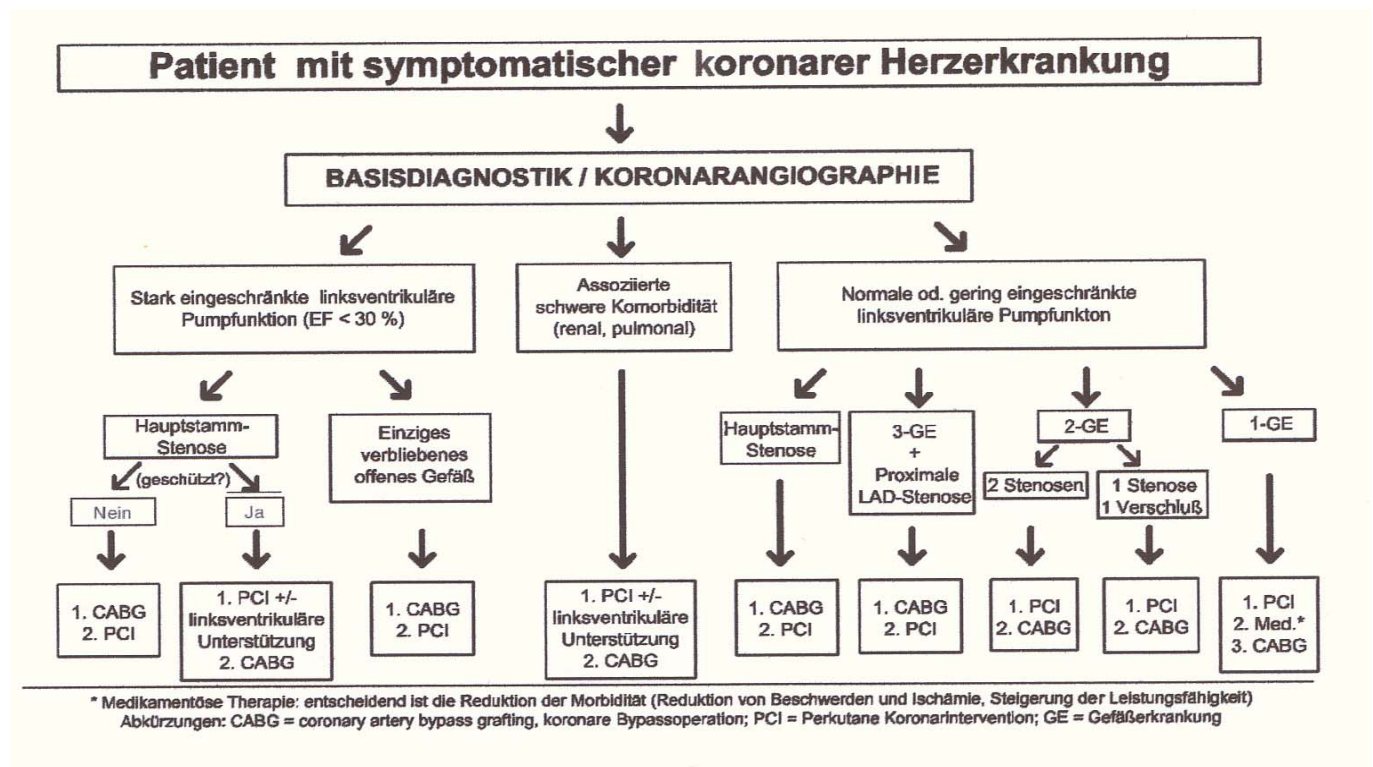 Patient mit symptomatischer koronarer Herzerkrankung
BASISDIAGNOSTIK / KORONARANGIOGRAPHIE
Stark eingeschränkte linksventrikuläre
Pumpfunktion (EF < 30 %)
Assoziierte
schwere Komorbidität
(renal, pulmonal)
Normale od. gering eingeschränkte
linksventrikuläre Pumpfunkton
Hauptstamm-
Stenose
(geschützt?)
Nein
Ja
Einziges
verbliebenes
offenes Gefäß
Hauptstamm-
Stenose
3-GE
+
Proximale
LAD-Stenose
2-GE
2 Stenosen
1 Stenose
1 Verschluß
1-GE
1. CABG
2. PCI
1. PCI +/-
linksventrikuläre
Unterstützung
2. CABG
1. CABG
2. PCI
1. PCI +/-
linksventrikuläre
Unterstützung
2. CABG
1. CABG
2. PCI
1. CABG
2. PCI
1. PCI
2. CABG
1. PCI
2. CABG
1. PCI
2. Med.*
3. CABG
* Medikamentöse Therapie: entscheidend ist die Reduktion der Morbidität (Reduktion von Beschwerden und Ischämie, Steigerung der Leistungsfähigkeit)
Abkürzungen: CABG = coronary artery bypass grafting, koronare Bypassoperation; PCI = Perkutane Koronarintervention; GE = Gefäßerkrankung